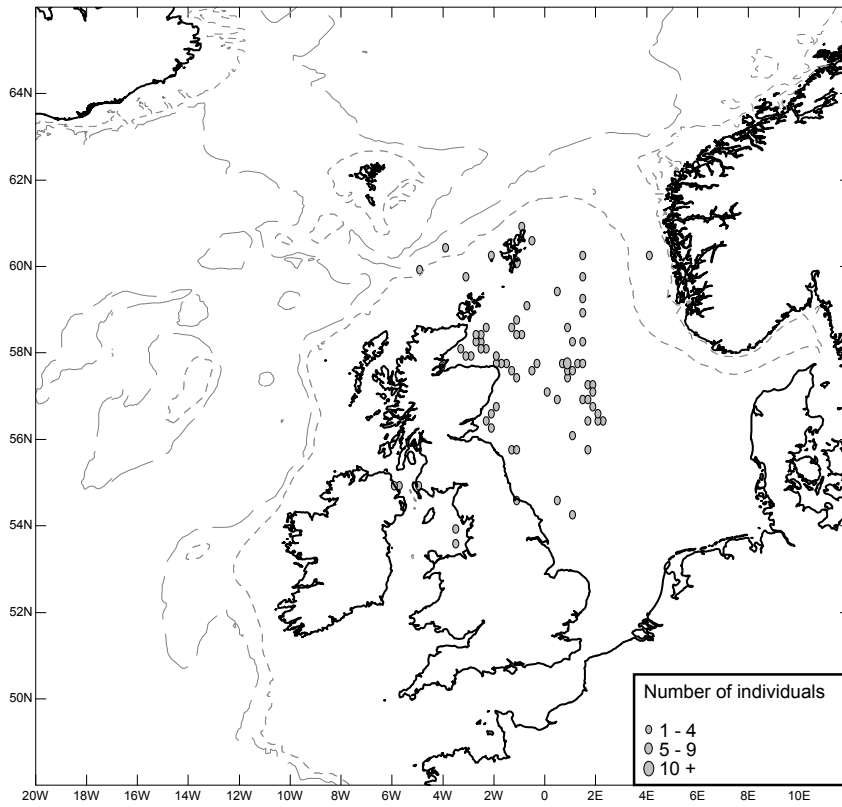 64N
62N
60N
58N
56N
54N
52N
50N
Number of individuals
1 - 4
5 - 9
10 +
20W 18W 16W 14W 12W 10W 8W 6W 4W 2W 0 2E 4E 6E 8E 10E